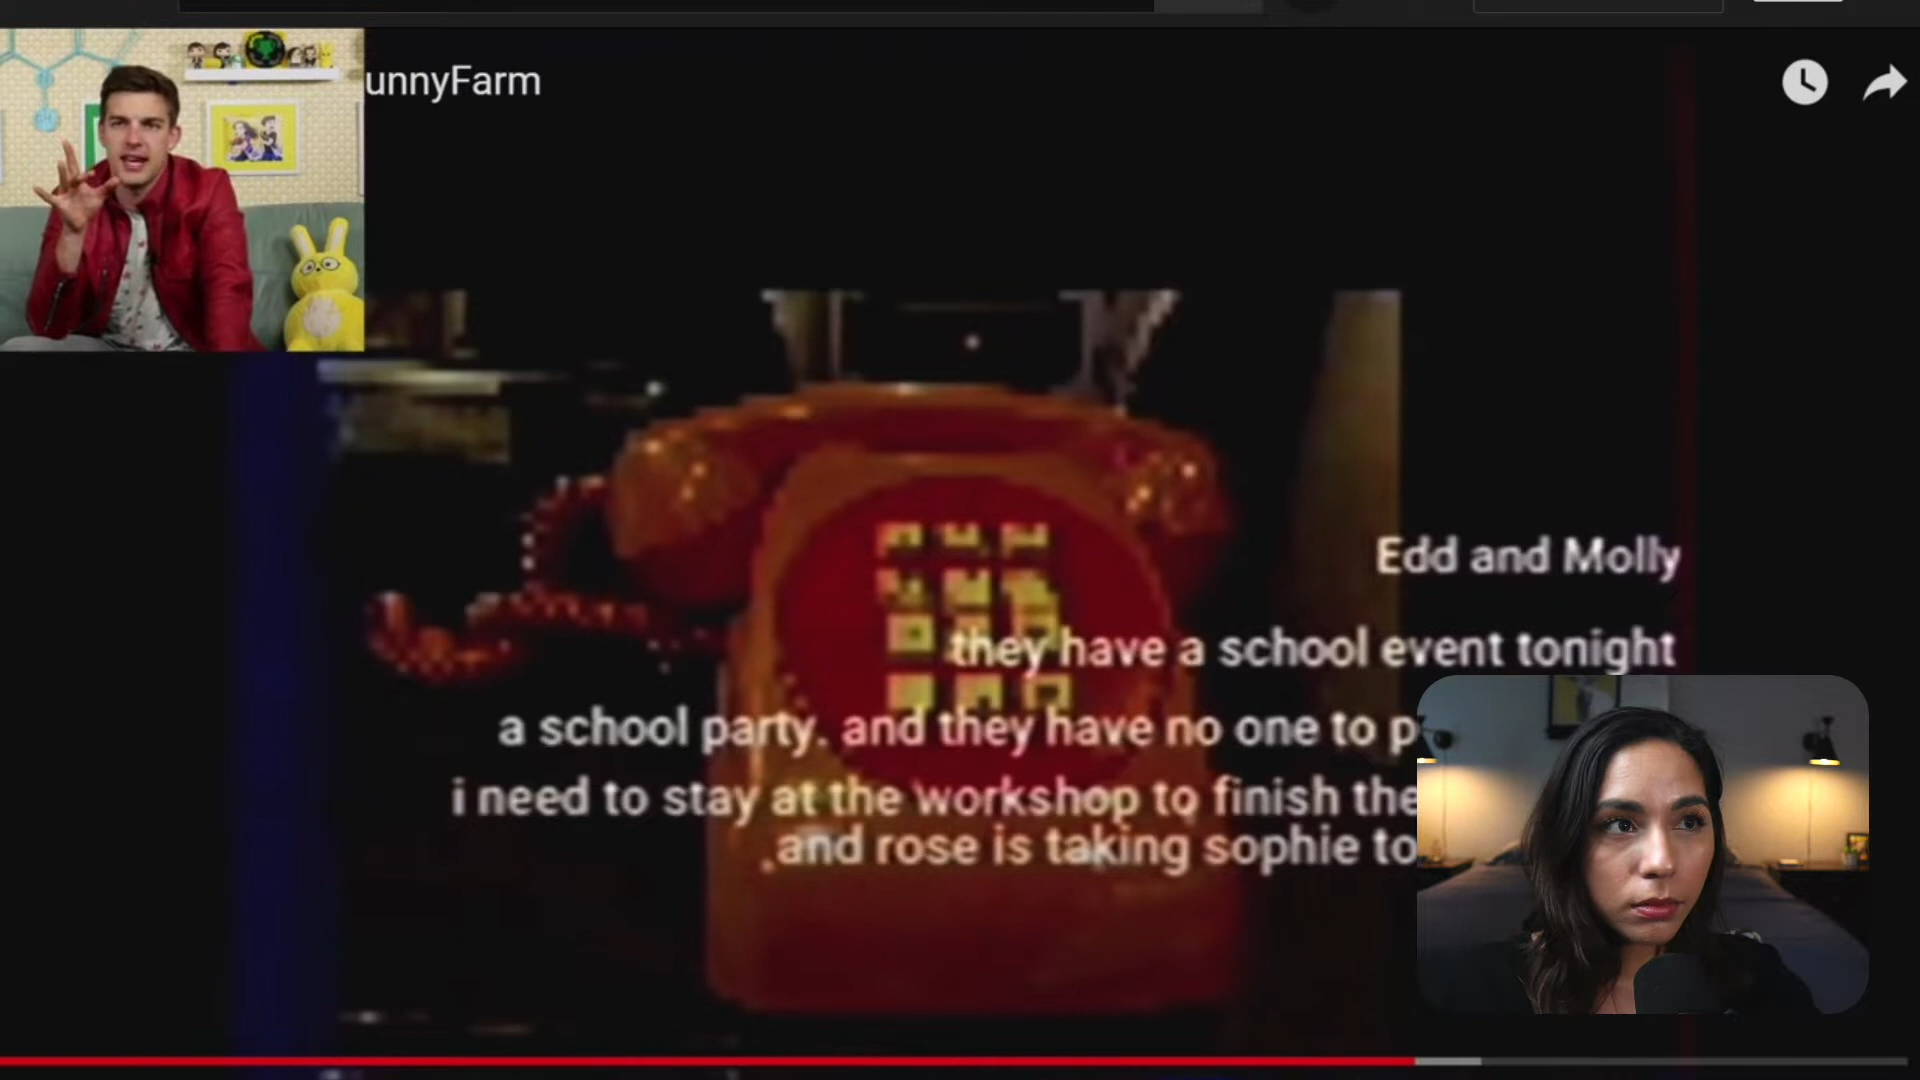 unnyFarm
Edd and Molly
they have a school event tonight
a school party. and they have no one to p
i need to stay at the workshop to finish the
and rose is taking sophie to